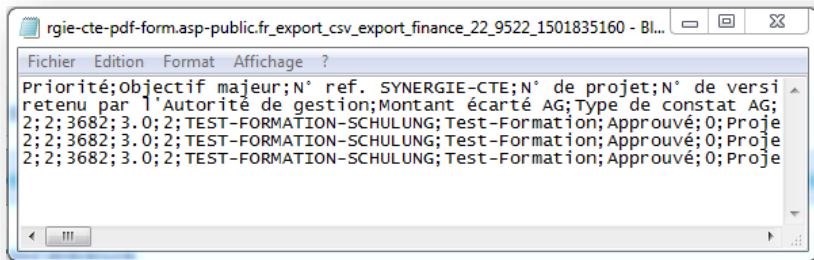 rgie-cte-pdf-form.asp-public.fr_export_csv_export_finance_22_9522_1501835160 - Bl...
Fichier Edition Format Affichage ?
Priorité;Objectif majeur;N° ref. SYNERGIE-CTE;N° de projet;N° de versi
retenu par l'Autorité de gestion;Montant écarté AG;Type de constat AG;
2;2;3682;3.0;2;TEST-FORMATION-SCHULUNG;Test-Formation;Approuvé;0;Proje
2;2;3682;3.0;2;TEST-FORMATION-SCHULUNG;Test-Formation;Approuvé;0;Proje
2;2;3682;3.0;2;TEST-FORMATION-SCHULUNG;Test-Formation;Approuvé;0;Proje